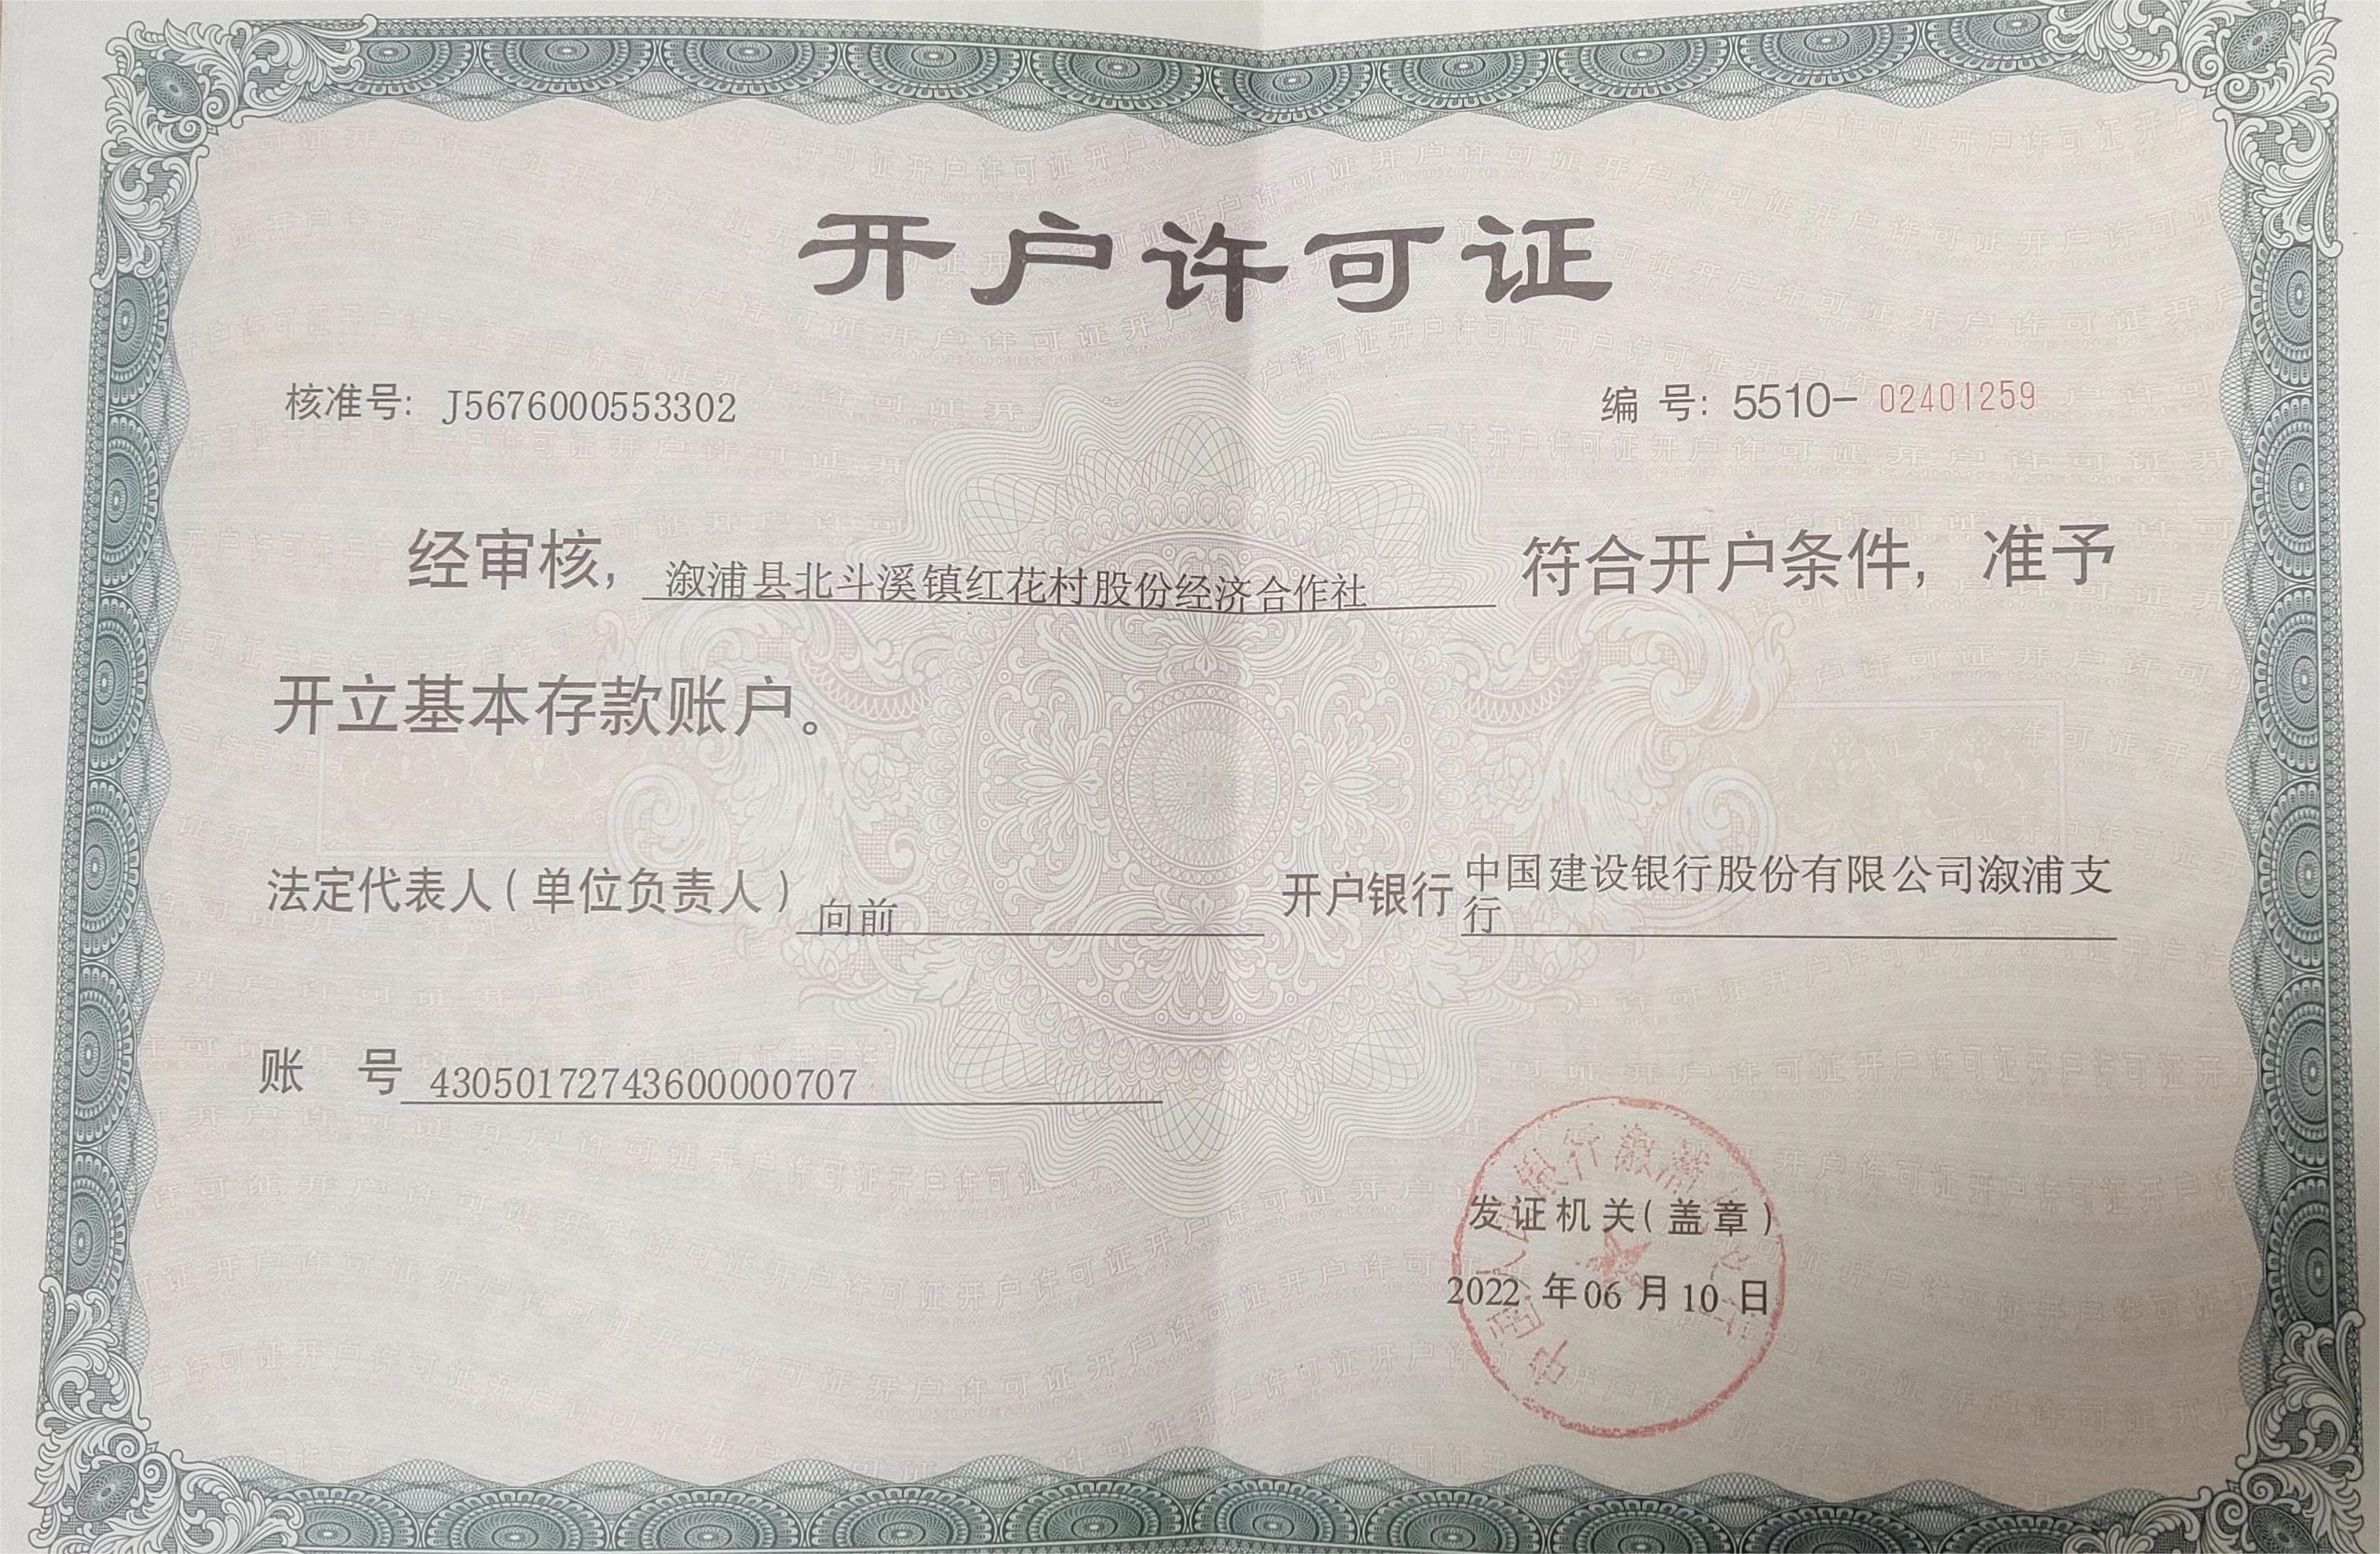 开户许可证
核准号: J5676000553302
编 号: 5510- 02401259
经审核, 溆浦县北斗溪镇红花村股份经济合作社 符合开户条件, 准予
开立基本存款账户。
法定代表人(单位负责人) 向前
开户银行 中国建设银行股份有限公司溆浦支
行
账 号 43050172743600000707
发证机关(盖章)
2022 年 06 月 10 日